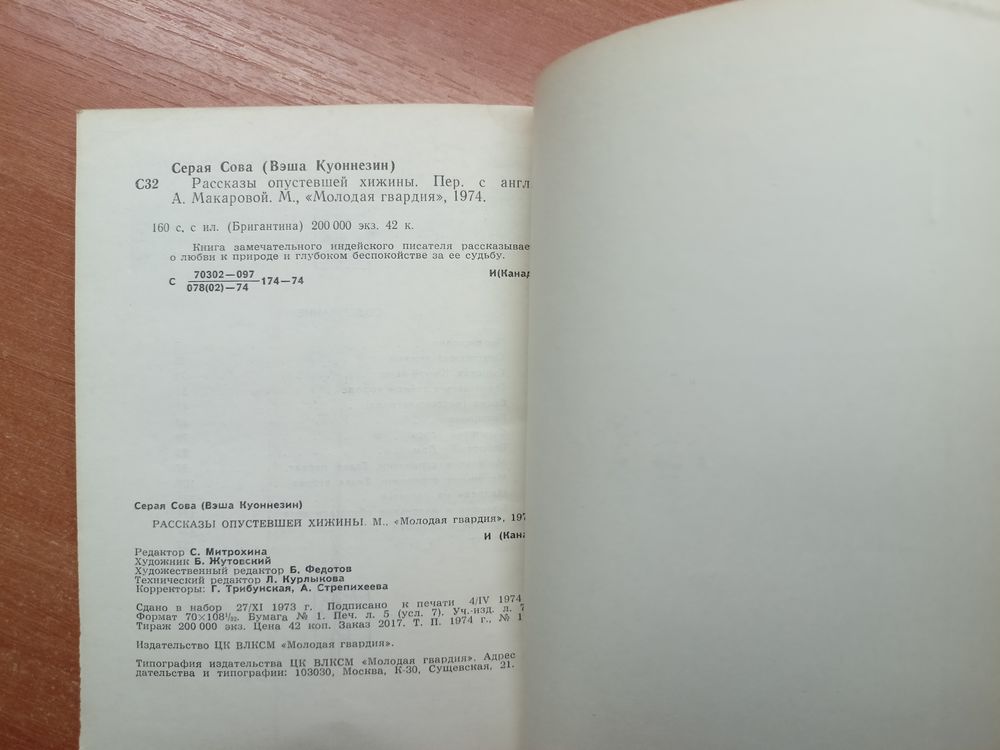 Серая Сова (Вэша Куоннезин)
С32 Рассказы опустевшей хижины. Пер. с англ.
А. Макаровой. М., «Молодая гвардия», 1974.
160 с. с ил. (Бригантина) 200 000 экз. 42 к.
Книга замечательного индейского писателя рассказывае
о любви к природе и глубоком беспокойстве за ее судьбу.
С 70302—097
078(02)—74 174—74
И(Канад
Серая Сова (Вэша Куоннезин)
РАССКАЗЫ ОПУСТЕВШЕЙ ХИЖИНЫ. М., «Молодая гвардия», 197
И (Кана
Редактор С. Митрохина
Художник Б. Жутовский
Художественный редактор Б. Федотов
Технический редактор Л. Курлыкова
Корректоры: Г. Трибунская, А. Стрепихеева
Сдано в набор 27/XI 1973 г. Подписано к печати 4/IV 1974
Формат 70×108¹/₃₂. Бумага № 1. Печ. л. 5 (усл. 7). Уч.-изд. л. 7
Тираж 200 000 экз. Цена 42 коп. Заказ 2017. Т. П. 1974 г., № 1
Издательство ЦК ВЛКСМ «Молодая гвардия».
Типография издательства ЦК ВЛКСМ «Молодая гвардия». Адрес
дательства и типографии: 103030, Москва, К-30, Сущевская, 21.